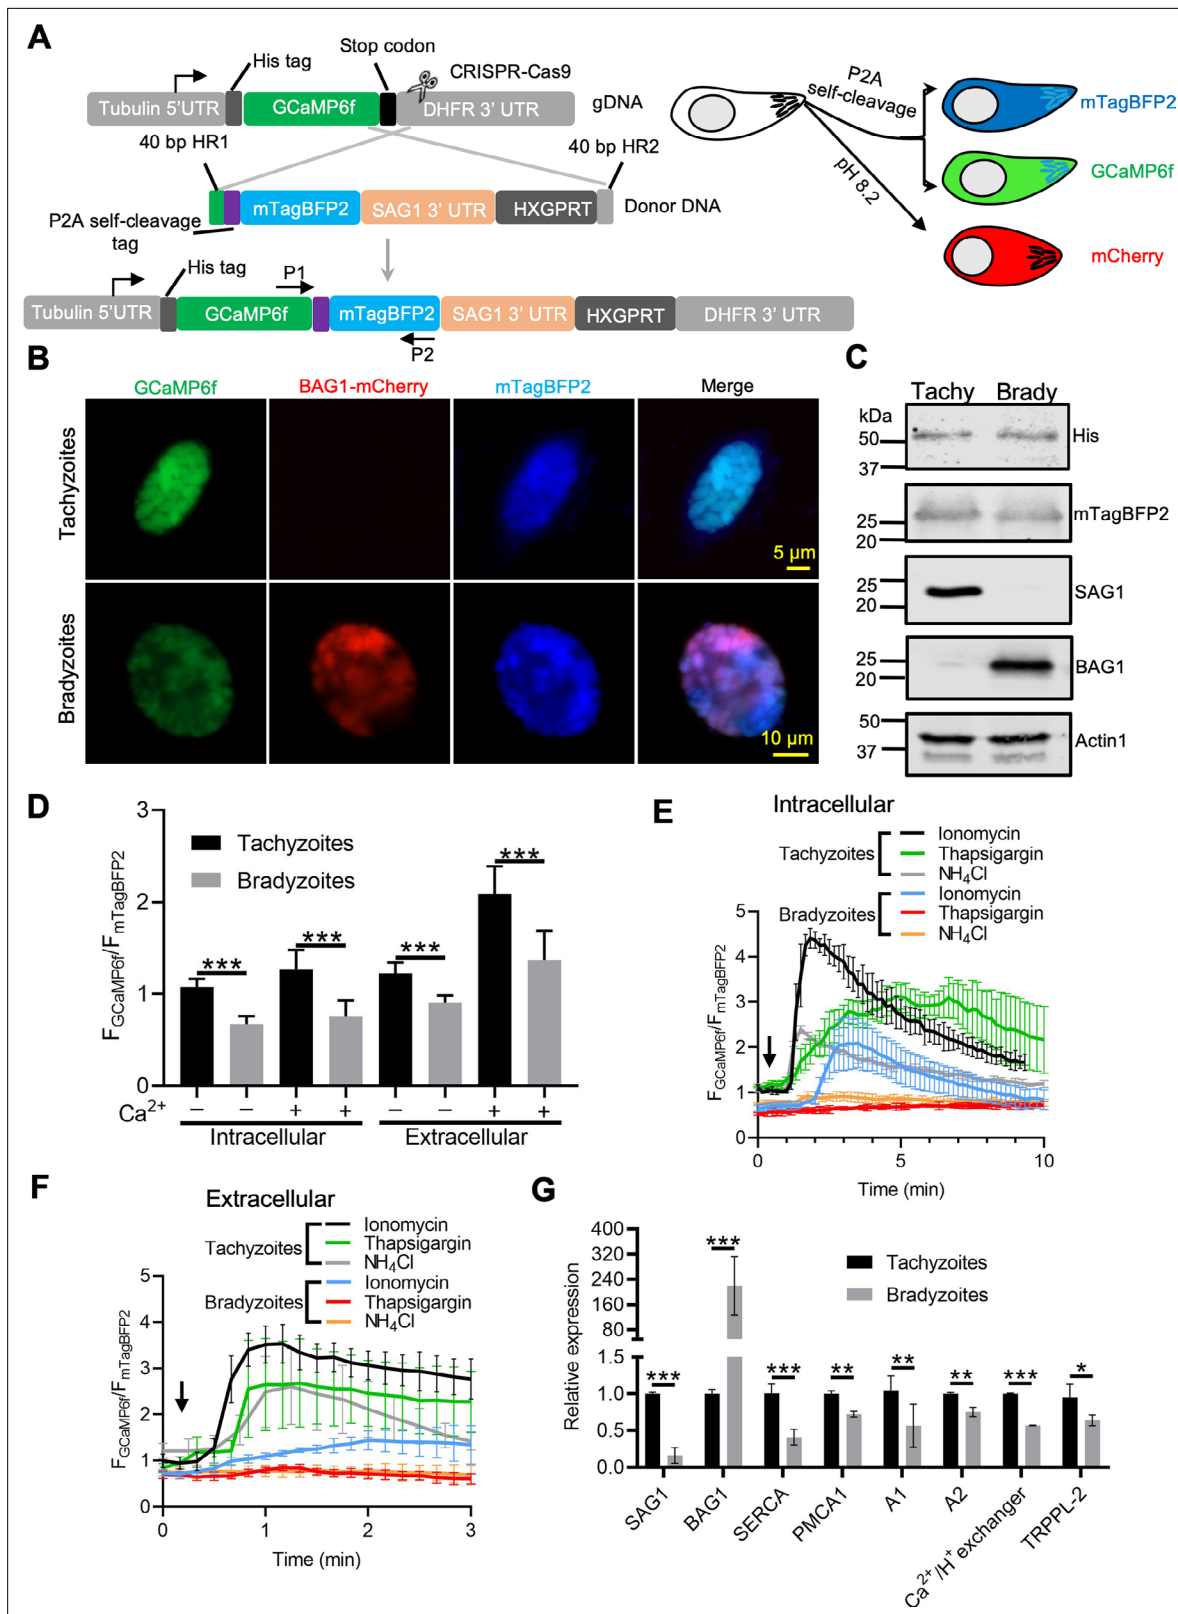 A
His tag
Stop codon
CRISPR-Cas9
Tubulin 5'UTR
GCaMP6f
DHFR 3' UTR
gDNA
40 bp HR1
40 bp HR2
mTagBFP2
SAG1 3' UTR
HXGPRT
Donor DNA
P2A self-cleavage
tag
His tag
P1
Tubulin 5'UTR
GCaMP6f
mTagBFP2
SAG1 3' UTR
HXGPRT
DHFR 3' UTR
P2
P2A
self-cleavage
pH 8.2
mTagBFP2
GCaMP6f
mCherry
B
GCaMP6f
BAG1-mCherry
mTagBFP2
Merge
Tachyzoites
5 µm
Bradyzoites
10 µm
C
Tachy
Brady
kDa
50
37
His
25
20
mTagBFP2
25
20
SAG1
25
20
BAG1
50
37
Actin1
D
Tachyzoites
Bradyzoites
F GCaMP6f/F mTagBFP2
3
2
1
0
***
***
***
***
Ca2+
– – + + – – + +
Intracellular
Extracellular
E
Intracellular
Tachyzoites
Ionomycin
Thapsigargin
NH4Cl
Bradyzoites
Ionomycin
Thapsigargin
NH4Cl
F GCaMP6f/F mTagBFP2
5
4
3
2
1
0
0
5
10
Time (min)
F
Extracellular
Tachyzoites
Ionomycin
Thapsigargin
NH4Cl
Bradyzoites
Ionomycin
Thapsigargin
NH4Cl
F GCaMP6f/F mTagBFP2
5
4
3
2
1
0
0
1
2
3
Time (min)
G
Tachyzoites
Bradyzoites
Relative expression
400
320
240
160
80
1.5
1.0
0.5
0.0
***
***
***
**
**
**
***
*
SAG1
BAG1
SERCA
PMCA1
A1
A2
Ca2+/H+ exchanger
TRPPL-2